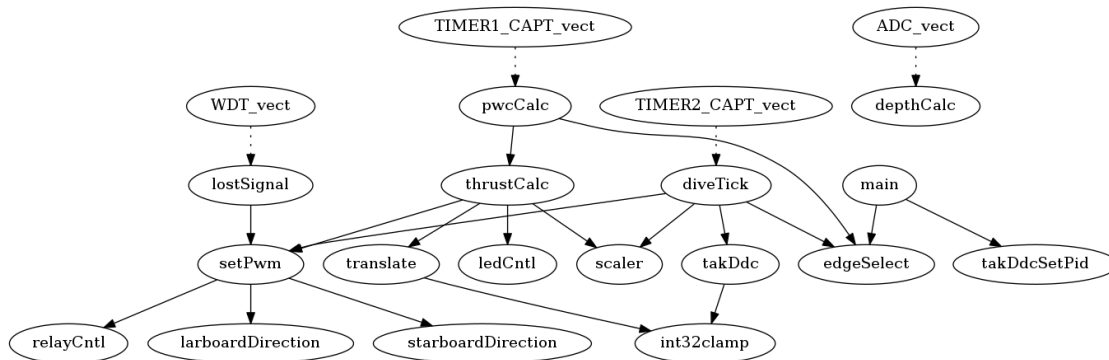 TIMER1_CAPT_vect
ADC_vect
WDT_vect
pwcCalc
TIMER2_CAPT_vect
depthCalc
lostSignal
thrustCalc
diveTick
main
setPwm
translate
ledCntl
scaler
takDdc
edgeSelect
takDdcSetPid
relayCntl
larboardDirection
starboardDirection
int32clamp